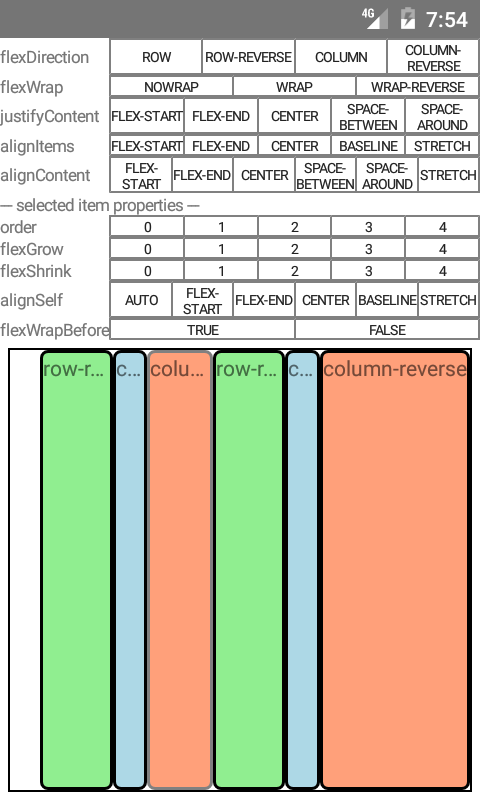 4G 7:54
flexDirection ROW ROW-REVERSE COLUMN COLUMN-REVERSE
flexWrap NOWRAP WRAP WRAP-REVERSE
justifyContent FLEX-START FLEX-END CENTER SPACE-BETWEEN SPACE-AROUND
alignItems FLEX-START FLEX-END CENTER BASELINE STRETCH
alignContent FLEX-START FLEX-END CENTER SPACE-BETWEEN SPACE-AROUND STRETCH
--- selected item properties ---
order 0 1 2 3 4
flexGrow 0 1 2 3 4
flexShrink 0 1 2 3 4
alignSelf AUTO FLEX-START FLEX-END CENTER BASELINE STRETCH
flexWrapBefore TRUE FALSE
row-r... c... colu... row-r... c... column-reverse